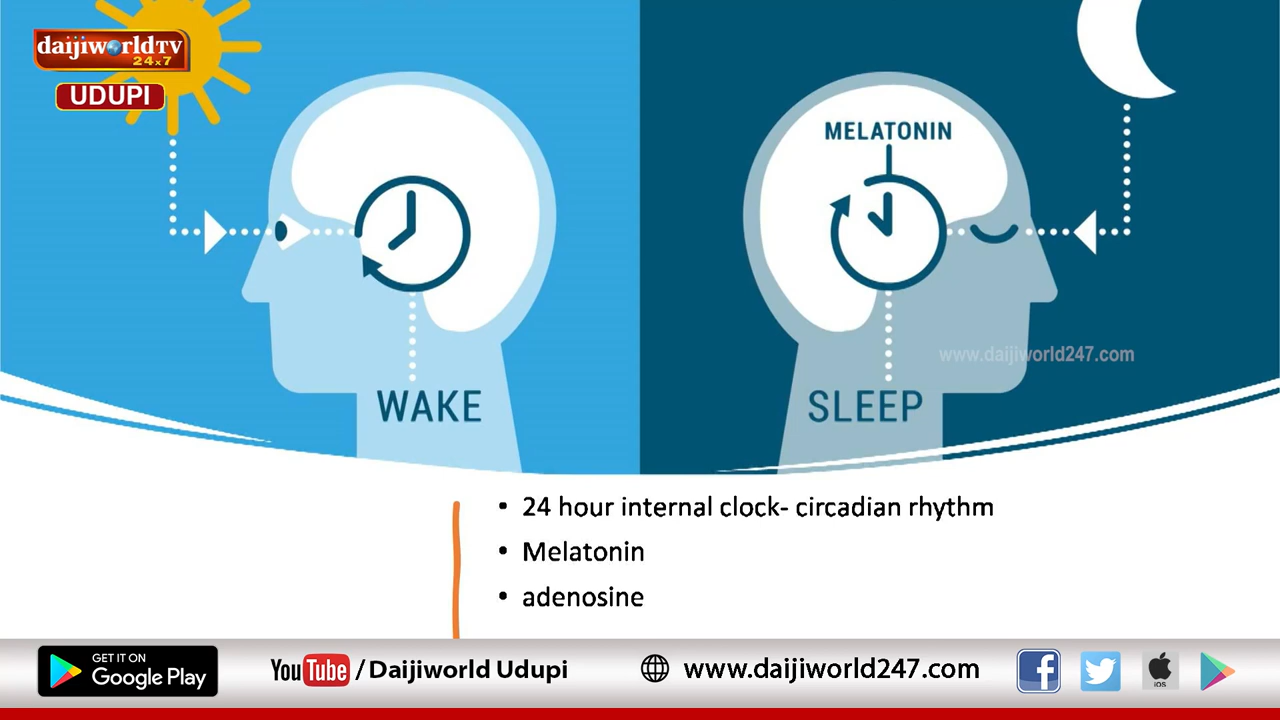 daijiworldTV
24x7
UDUPI
MELATONIN
www.daijiworld247.com
WAKE
SLEEP
• 24 hour internal clock- circadian rhythm
• Melatonin
• adenosine
GET IT ON
Google Play
YouTube / Daijiworld Udupi
www.daijiworld247.com
iOS